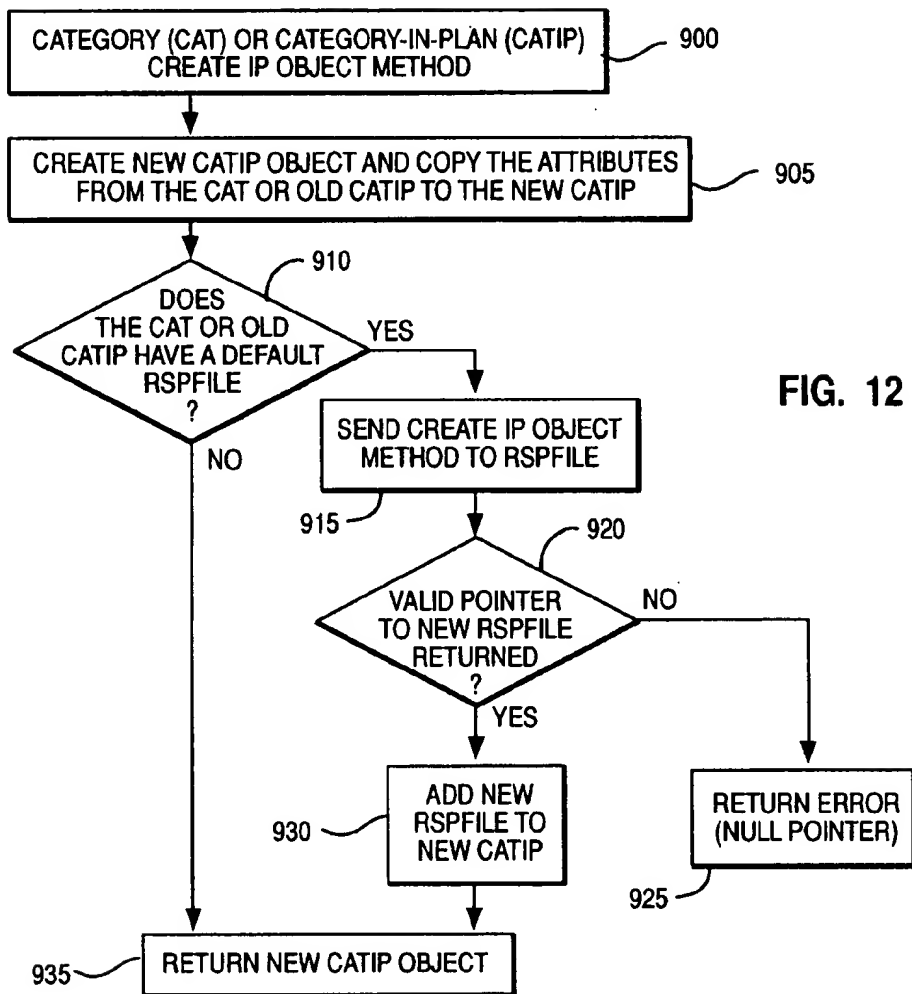 CATEGORY (CAT) OR CATEGORY-IN-PLAN (CATIP)
CREATE IP OBJECT METHOD
900
CREATE NEW CATIP OBJECT AND COPY THE ATTRIBUTES
FROM THE CAT OR OLD CATIP TO THE NEW CATIP
905
910
DOES
THE CAT OR OLD
CATIP HAVE A DEFAULT
RSPFILE
?
YES
NO
FIG. 12
SEND CREATE IP OBJECT
METHOD TO RSPFILE
915
920
VALID POINTER
TO NEW RSPFILE
RETURNED
?
NO
YES
ADD NEW
RSPFILE TO
NEW CATIP
930
RETURN ERROR
(NULL POINTER)
925
RETURN NEW CATIP OBJECT
935